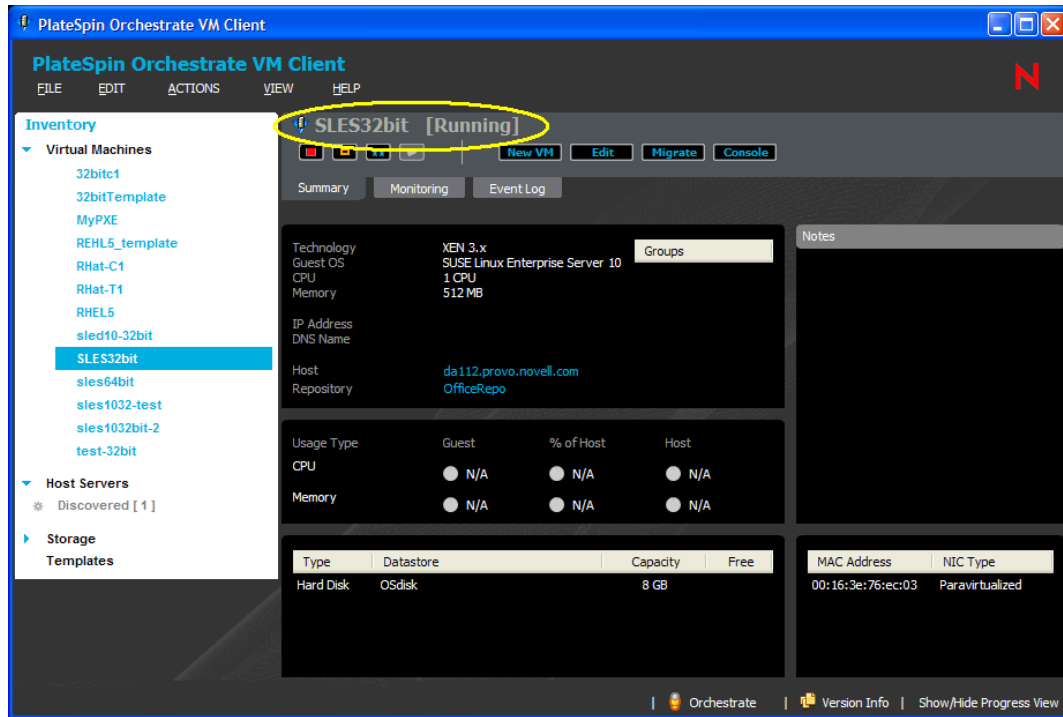 PlateSpin Orchestrate VM Client
PlateSpin Orchestrate VM Client
FILE EDIT ACTIONS VIEW HELP
N
Inventory
Virtual Machines
32bitc1
32bitTemplate
MyPXE
REHL5_template
RHat-C1
RHat-T1
RHEL5
sled10-32bit
SLES32bit
sles64bit
sles1032-test
sles1032bit-2
test-32bit
Host Servers
Discovered [ 1 ]
Storage
Templates
SLES32bit [Running]
New VM Edit Migrate Console
Summary Monitoring Event Log
Technology XEN 3.x
Guest OS SUSE Linux Enterprise Server 10
CPU 1 CPU
Memory 512 MB
IP Address
DNS Name
Host da112.provo.novell.com
Repository OfficeRepo
Groups
Notes
Usage Type Guest % of Host Host
CPU N/A N/A N/A
Memory N/A N/A N/A
Type Datastore Capacity Free
Hard Disk OSdisk 8 GB
MAC Address NIC Type
00:16:3e:76:ec:03 Paravirtualized
| Orchestrate | Version Info | Show/Hide Progress View